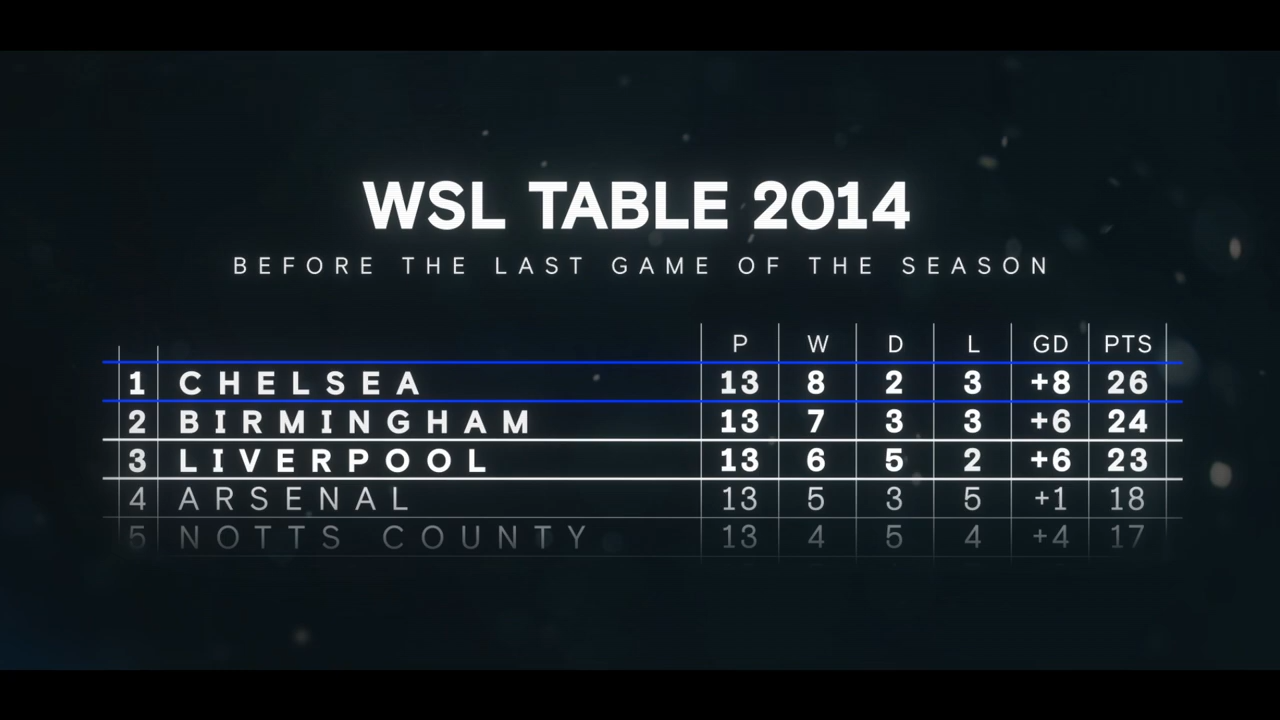 WSL TABLE 2014
BEFORE THE LAST GAME OF THE SEASON
P W D L GD PTS
1 CHELSEA 13 8 2 3 +8 26
2 BIRMINGHAM 13 7 3 3 +6 24
3 LIVERPOOL 13 6 5 2 +6 23
4 ARSENAL 13 5 3 5 +1 18
5 NOTTS COUNTY 13 4 5 4 +4 17